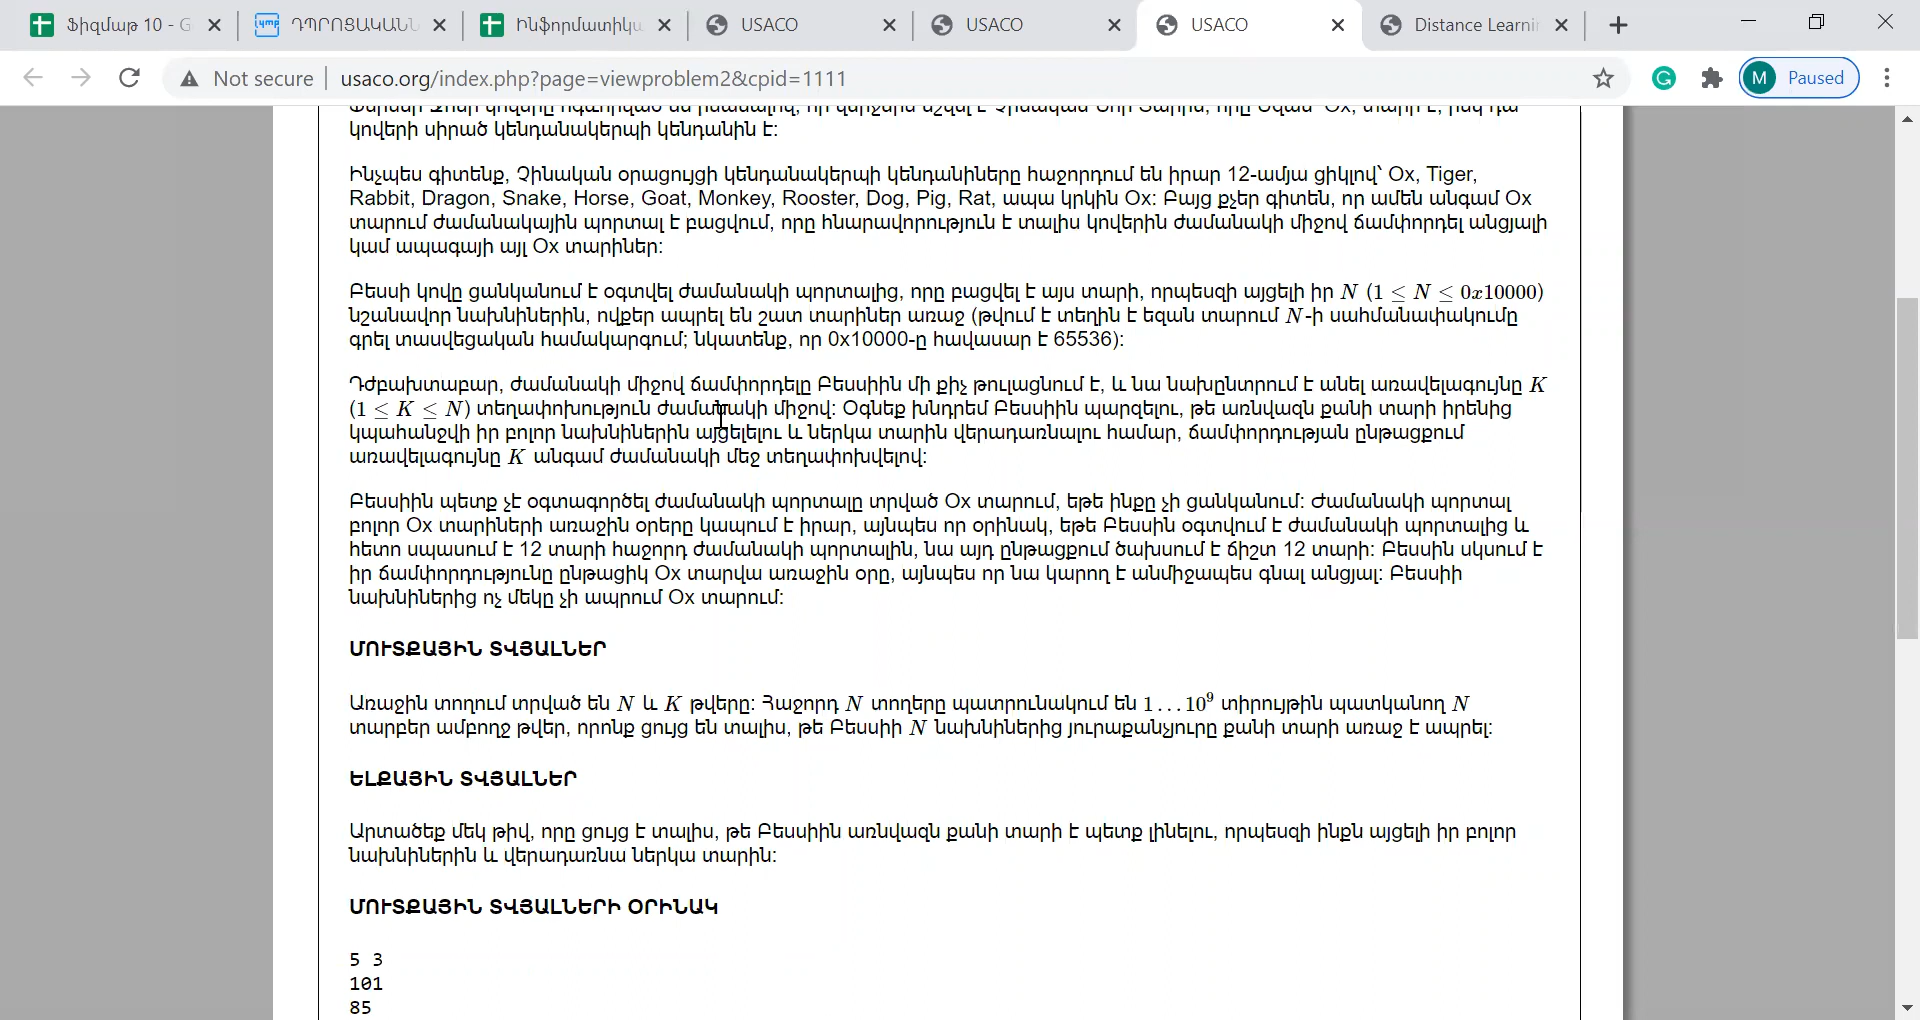 Ֆիզմաթ 10 - G
ԴՊՐՈՑԱԿԱՆՆ
Ինֆորմատիկա
USACO
USACO
USACO
Distance Learnin
Not secure
usaco.org/index.php?page=viewproblem2&cpid=1111
M Paused
կովերի սիրած կենդանակերպի կենդանին է:
Ինչպես գիտենք, Չինական օրացույցի կենդանակերպի կենդանիները հաջորդում են իրար 12-ամյա ցիկլով՝ Ox, Tiger,
Rabbit, Dragon, Snake, Horse, Goat, Monkey, Rooster, Dog, Pig, Rat, ապա կրկին Ox: Բայց քչեր գիտեն, որ ամեն անգամ Ox
տարում ժամանակային պորտալ է բացվում, որը հնարավորություն է տալիս կովերին ժամանակի միջով ճամփորդել անցյալի
կամ ապագայի այլ Ox տարիներ:
Բեսսի կովը ցանկանում է օգտվել ժամանակի պորտալից, որը բացվել է այս տարի, որպեսզի այցելի իր N (1 ≤ N ≤ 0x10000)
նշանավոր նախնիներին, ովքեր ապրել են շատ տարիներ առաջ (թվում է տեղին է եզան տարում N-ի սահմանափակումը
գրել տասվեցական համակարգում; նկատենք, որ 0x10000-ը հավասար է 65536):
Դժբախտաբար, ժամանակի միջով ճամփորդելը Բեսսիին մի քիչ թուլացնում է, և նա նախընտրում է անել առավելագույնը K
(1 ≤ K ≤ N) տեղափոխություն ժամանակի միջով: Օգնեք խնդրեմ Բեսսիին պարզելու, թե առնվազն քանի տարի իրենից
կպահանջվի իր բոլոր նախնիներին այցելելու և ներկա տարին վերադառնալու համար, ճամփորդության ընթացքում
առավելագույնը K անգամ ժամանակի մեջ տեղափոխվելով:
Բեսսիին պետք չէ օգտագործել ժամանակի պորտալը տրված Ox տարում, եթե ինքը չի ցանկանում: Ժամանակի պորտալ
բոլոր Ox տարիների առաջին օրերը կապում է իրար, այնպես որ օրինակ, եթե Բեսսին օգտվում է ժամանակի պորտալից և
հետո սպասում է 12 տարի հաջորդ ժամանակի պորտալին, նա այդ ընթացքում ծախսում է ճիշտ 12 տարի: Բեսսին սկսում է
իր ճամփորդությունը ընթացիկ Ox տարվա առաջին օրը, այնպես որ նա կարող է անմիջապես գնալ անցյալ: Բեսսիի
նախնիներից ոչ մեկը չի ապրում Ox տարում:
ՄՈՒՏՔԱՅԻՆ ՏՎՅԱԼՆԵՐ
Առաջին տողում տրված են N և K թվերը: Հաջորդ N տողերը պատրունակում են 1...10⁹ տիրույթին պատկանող N
տարբեր ամբողջ թվեր, որոնք ցույց են տալիս, թե Բեսսիի N նախնիներից յուրաքանչյուրը քանի տարի առաջ է ապրել:
ԵԼՔԱՅԻՆ ՏՎՅԱԼՆԵՐ
Արտածեք մեկ թիվ, որը ցույց է տալիս, թե Բեսսիին առնվազն քանի տարի է պետք լինելու, որպեսզի ինքն այցելի իր բոլոր
նախնիներին և վերադառնա ներկա տարին:
ՄՈՒՏՔԱՅԻՆ ՏՎՅԱԼՆԵՐԻ ՕՐԻՆԱԿ
5 3
101
85